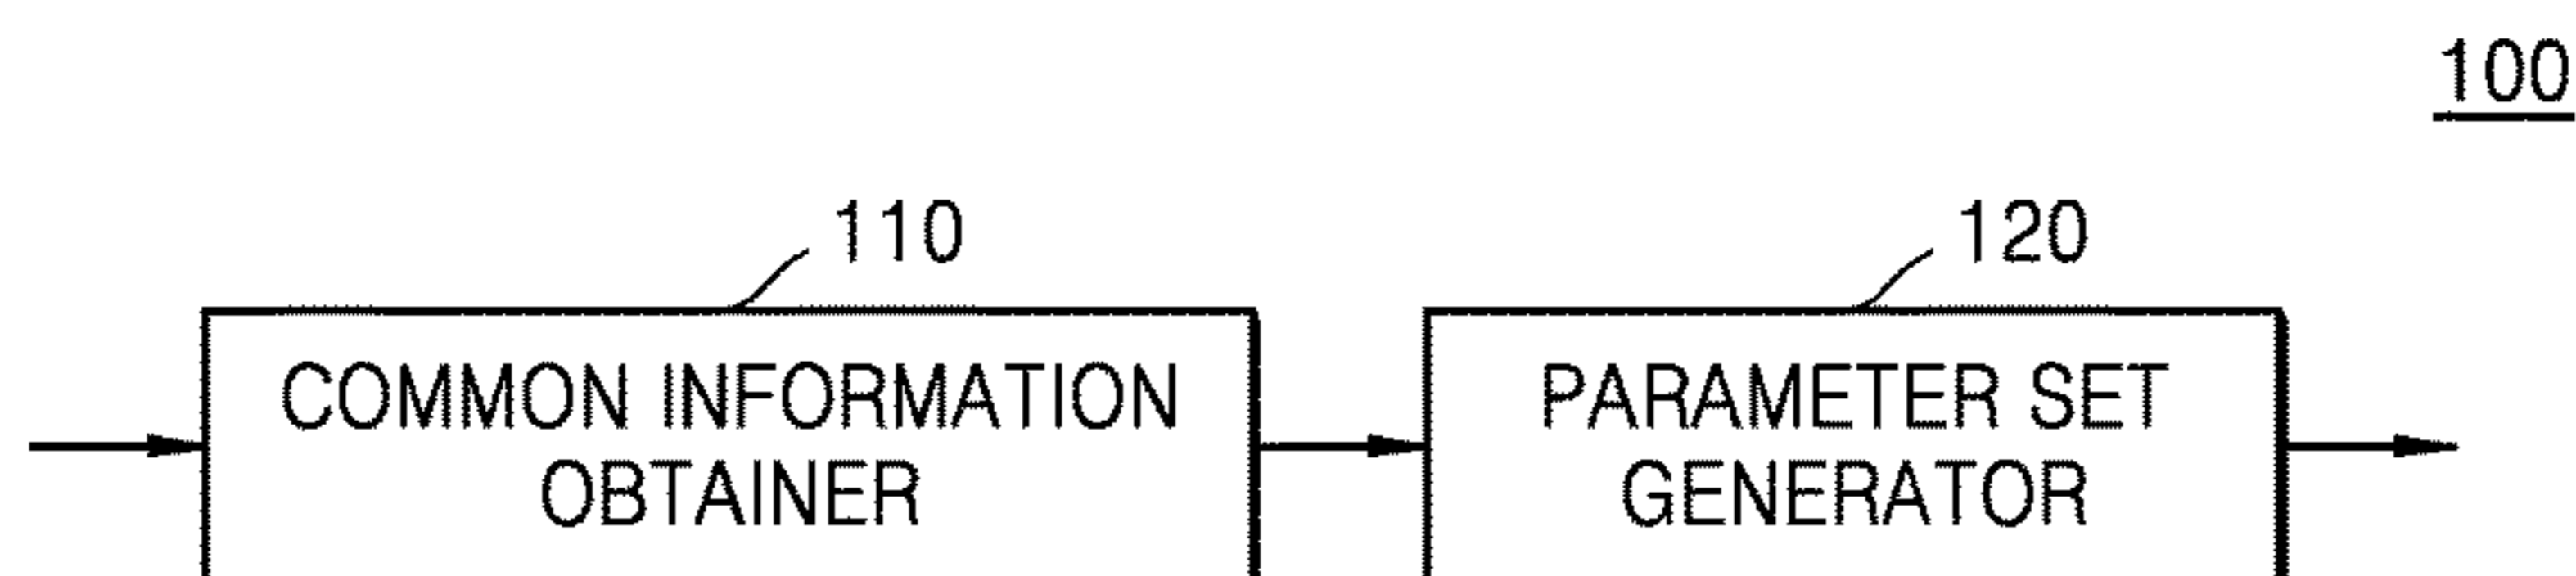 100
110
120
COMMON INFORMATION
OBTAINER
PARAMETER SET
GENERATOR